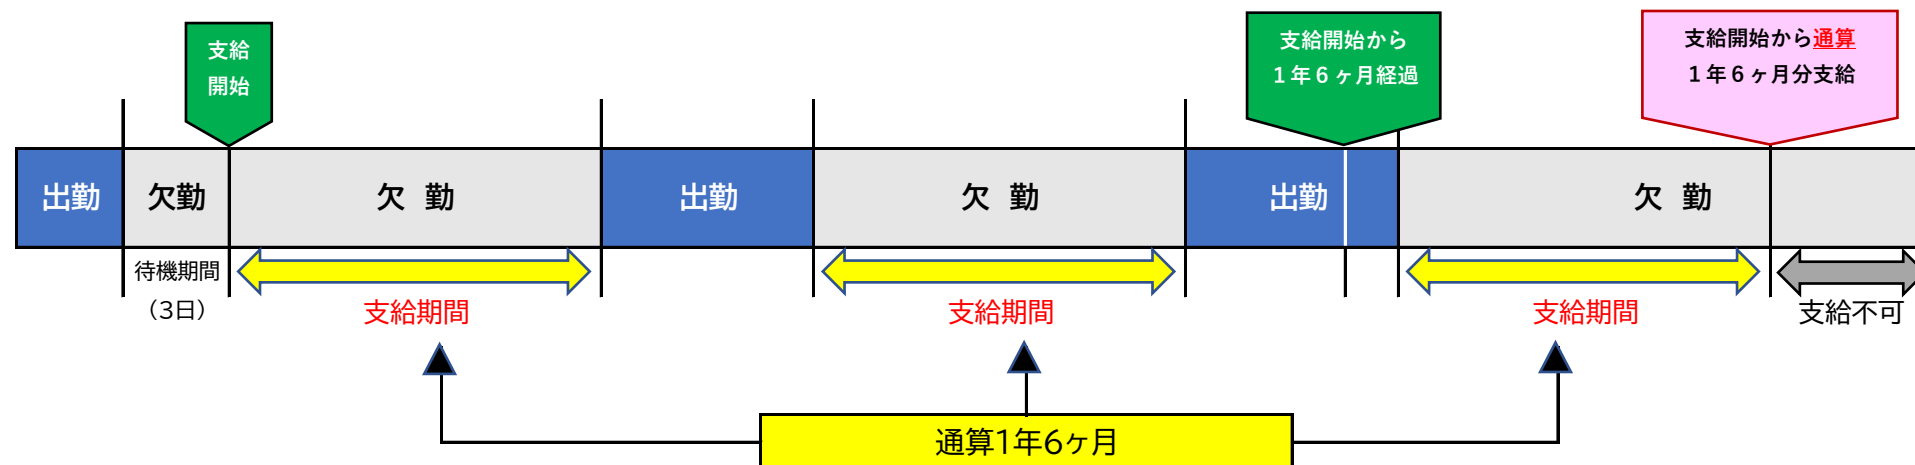 支給
開始
支給開始から
１年６ヶ月経過
支給開始から通算
１年６ヶ月分支給
出勤
欠勤
欠 勤
出勤
欠 勤
出勤
欠 勤
待機期間
（3日）
支給期間
支給期間
支給期間
支給不可
通算1年6ヶ月